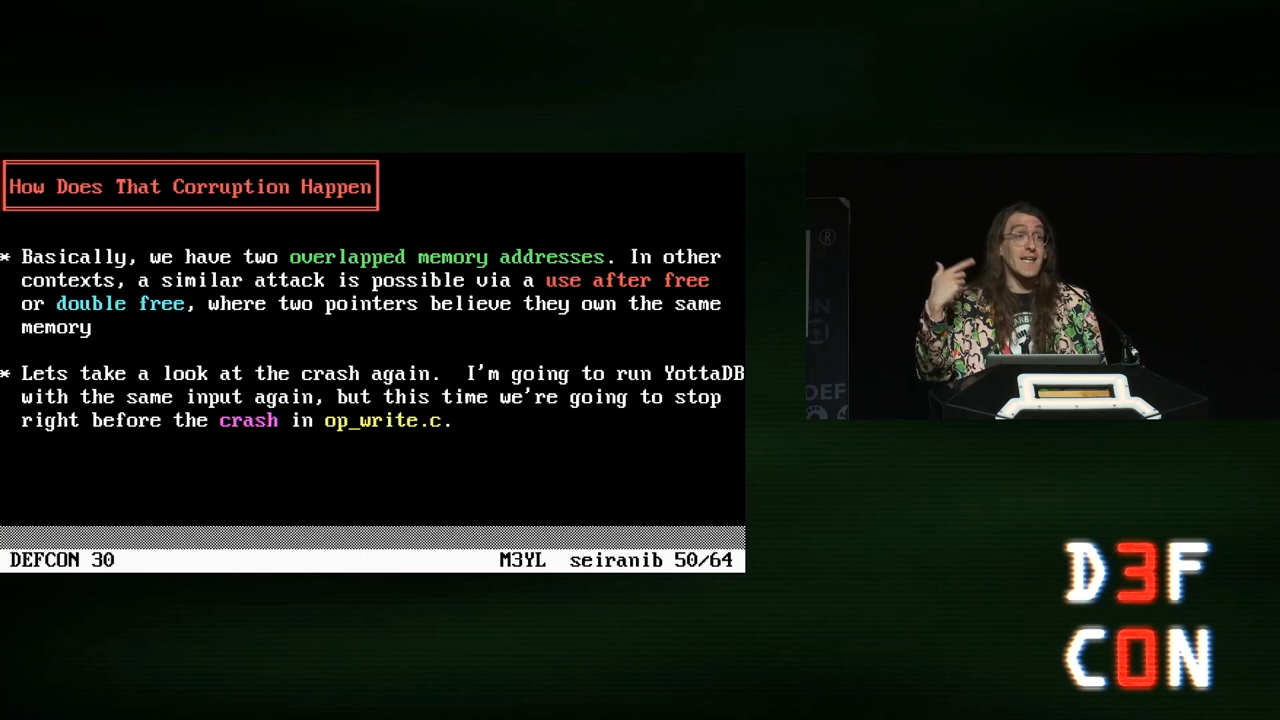 How Does That Corruption Happen
* Basically, we have two overlapped memory addresses. In other
contexts, a similar attack is possible via a use after free
or double free, where two pointers believe they own the same
memory
* Lets take a look at the crash again.  I'm going to run YottaDB
with the same input again, but this time we're going to stop
right before the crash in op_write.c.
DEFCON 30
M3YL  seiranib 50/64
®
DEF
D3F
C0N